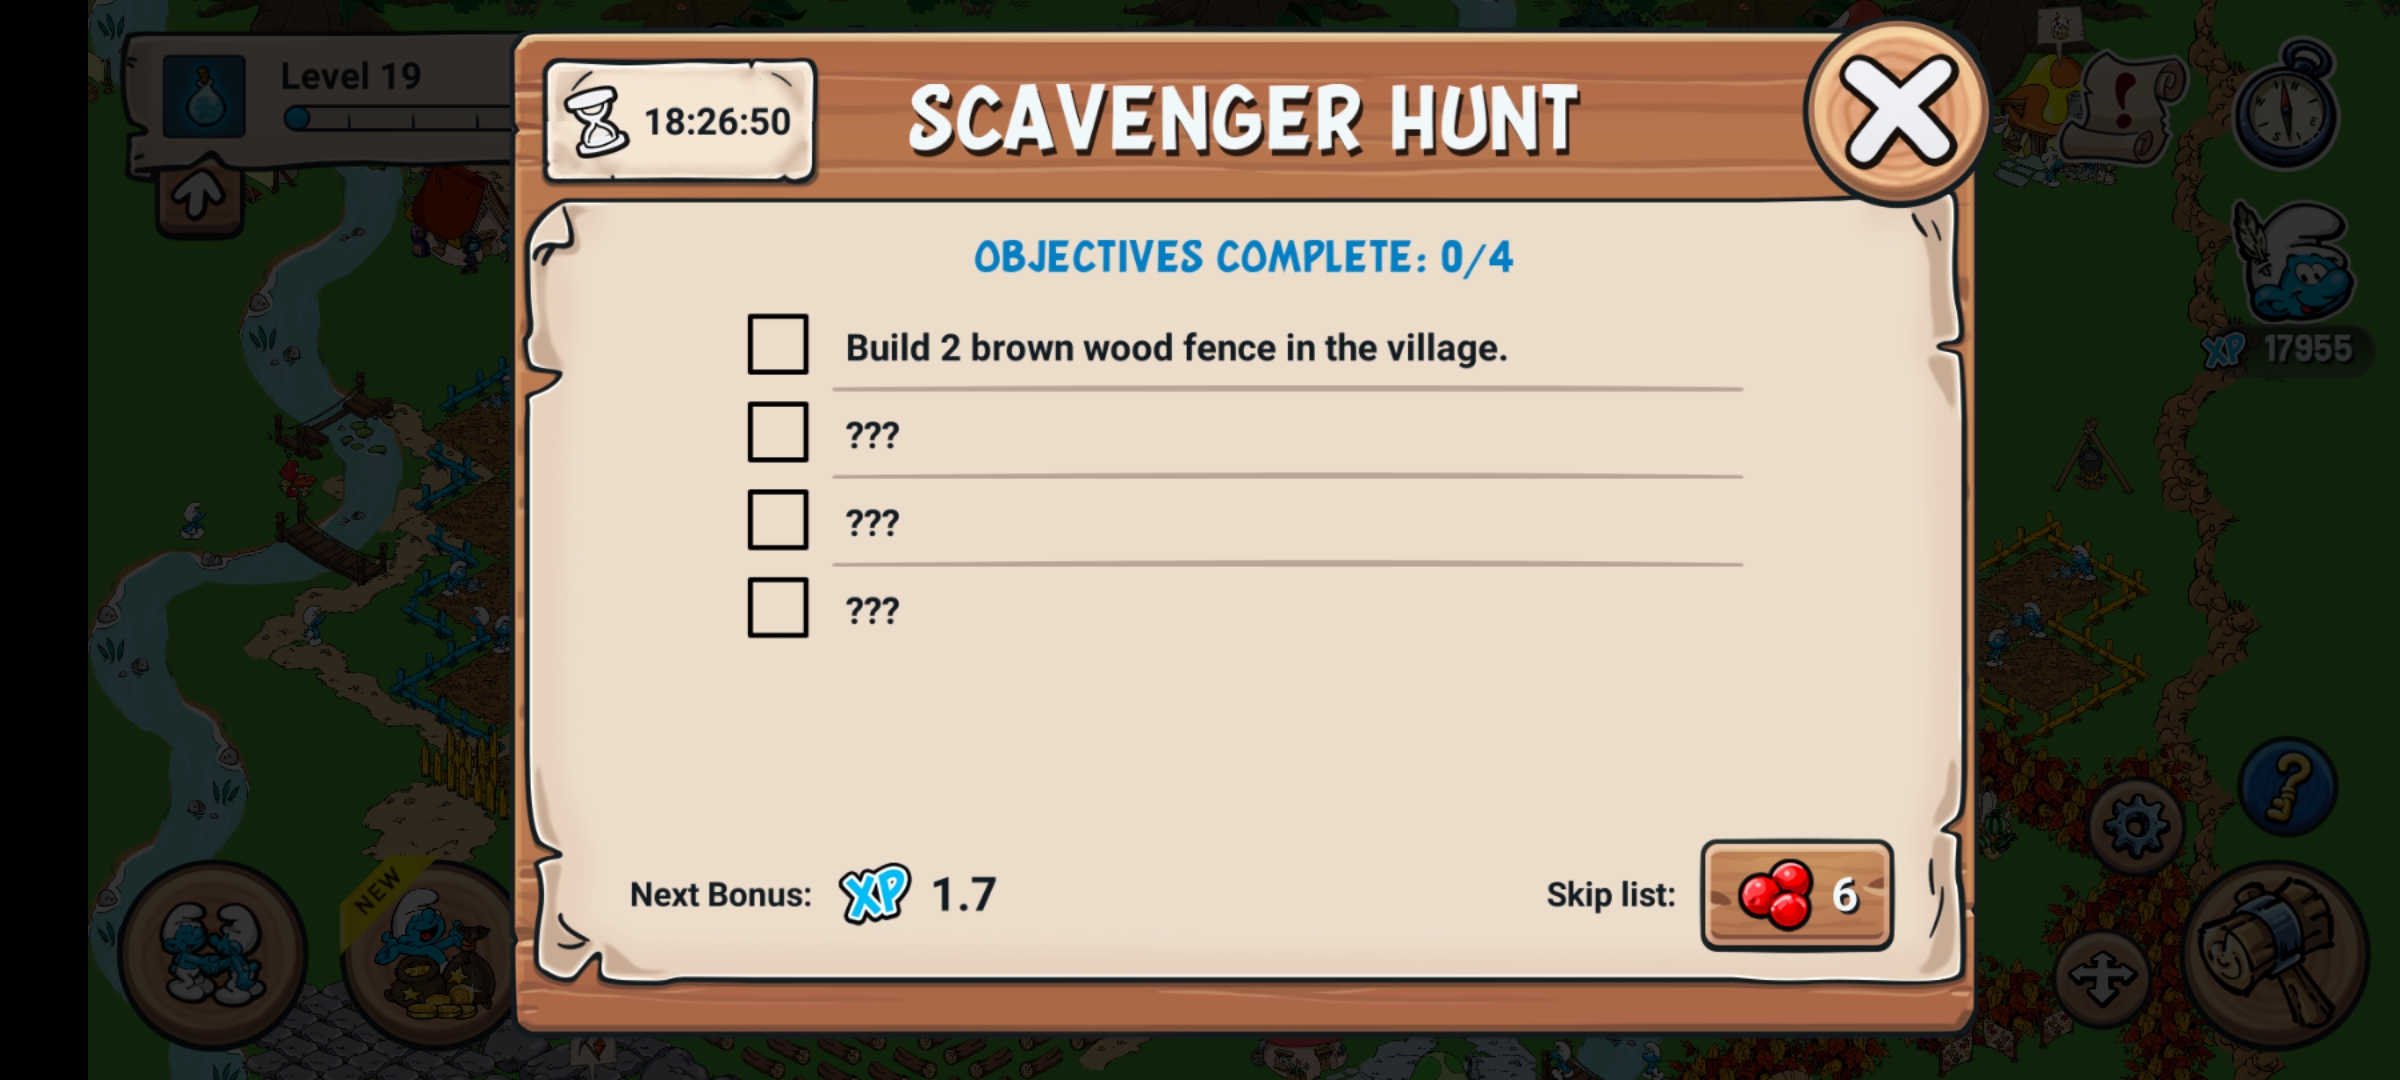 Level 19
18:26:50
SCAVENGER HUNT
OBJECTIVES COMPLETE: 0/4
Build 2 brown wood fence in the village.
???
???
???
XP 17955
Next Bonus: XP 1.7
Skip list: 6
NEW